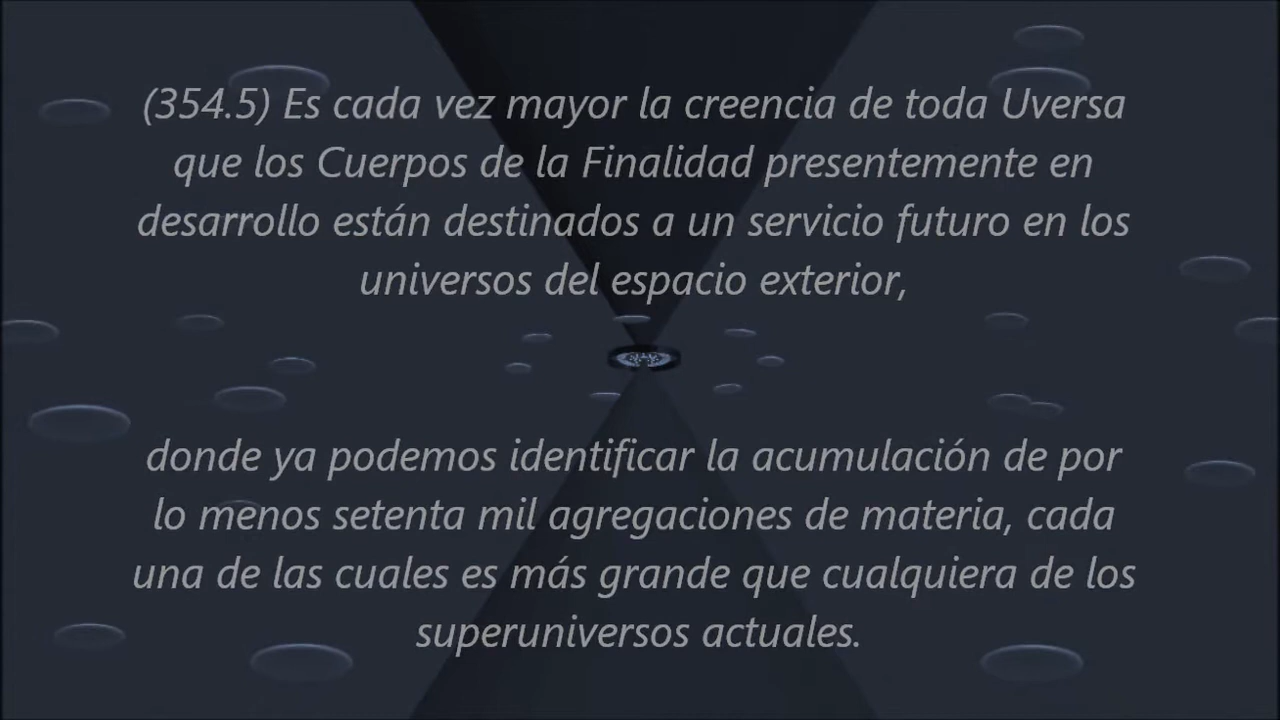 (354.5) Es cada vez mayor la creencia de toda Uversa
que los Cuerpos de la Finalidad presentemente en
desarrollo están destinados a un servicio futuro en los
universos del espacio exterior,
donde ya podemos identificar la acumulación de por
lo menos setenta mil agregaciones de materia, cada
una de las cuales es más grande que cualquiera de los
superuniversos actuales.